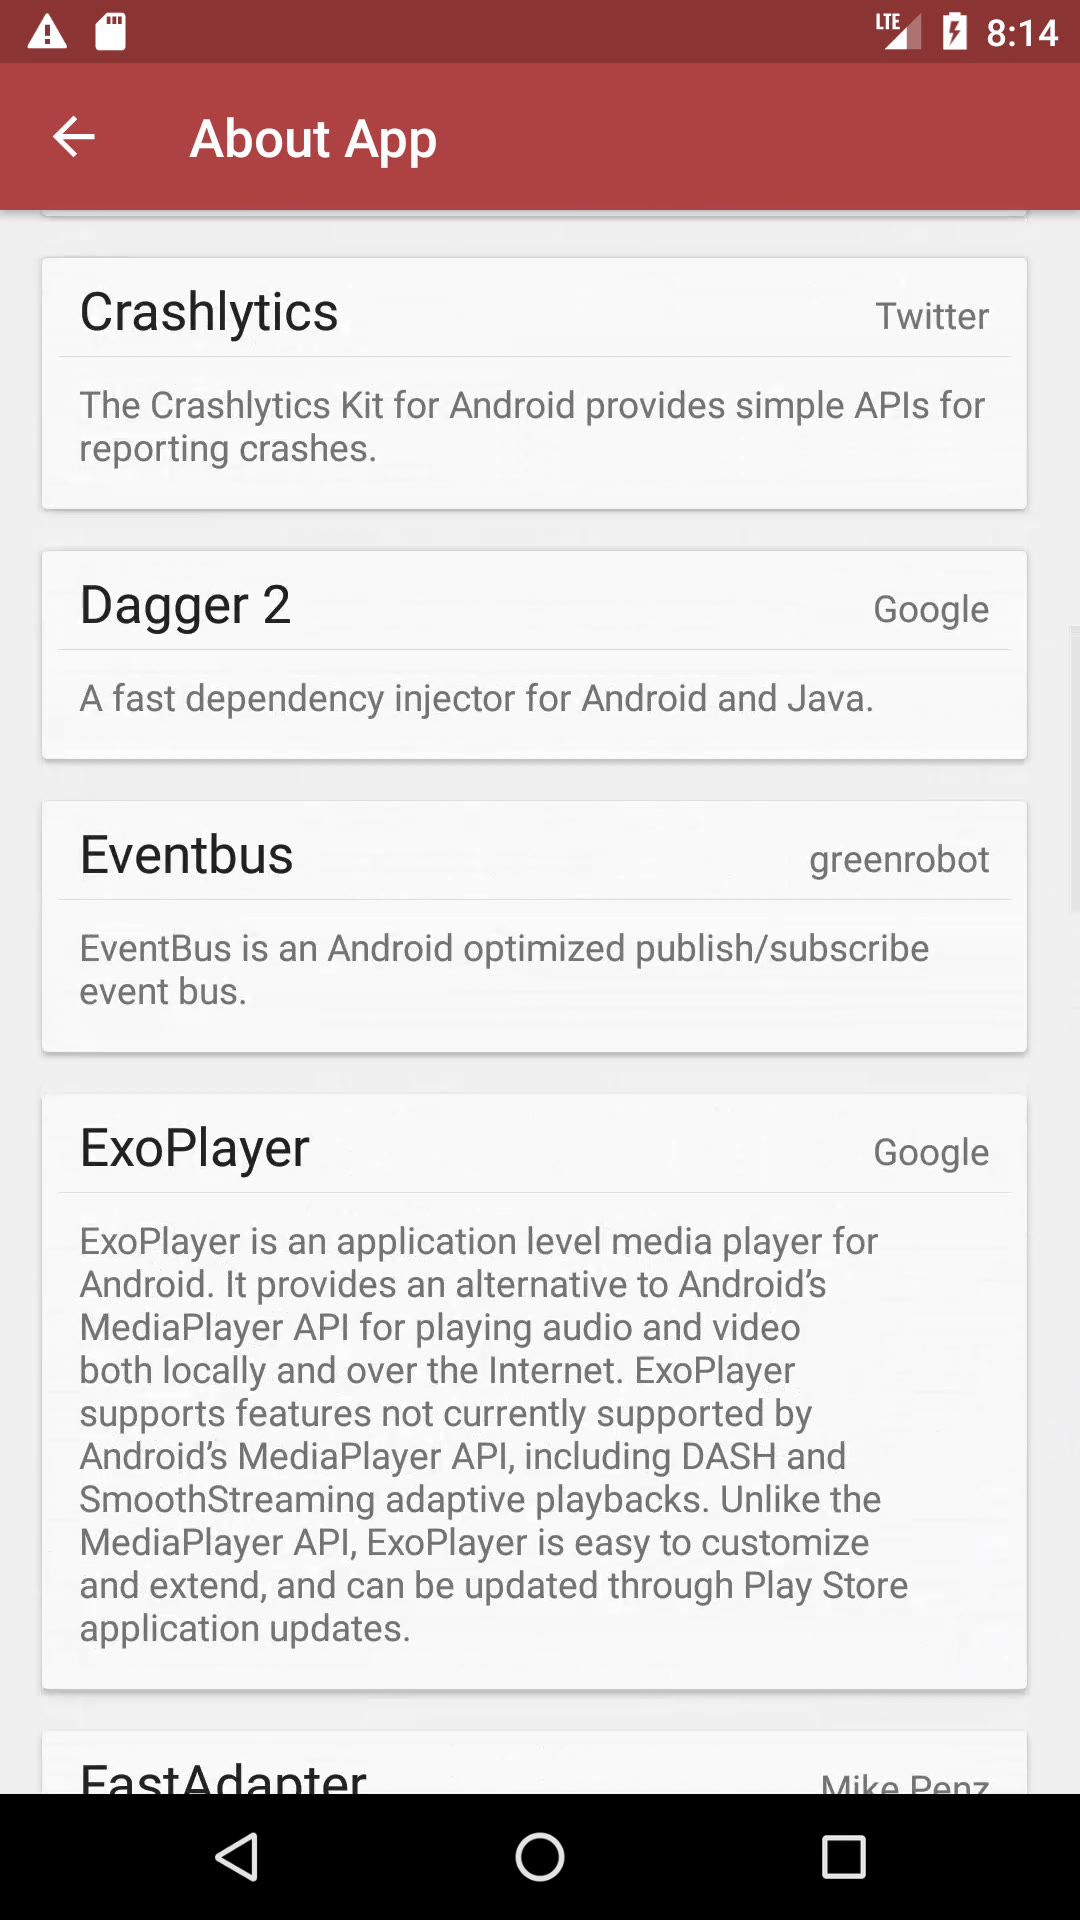 LTE 8:14
About App
Crashlytics Twitter
The Crashlytics Kit for Android provides simple APIs for
reporting crashes.
Dagger 2 Google
A fast dependency injector for Android and Java.
Eventbus greenrobot
EventBus is an Android optimized publish/subscribe
event bus.
ExoPlayer Google
ExoPlayer is an application level media player for
Android. It provides an alternative to Android’s
MediaPlayer API for playing audio and video
both locally and over the Internet. ExoPlayer
supports features not currently supported by
Android’s MediaPlayer API, including DASH and
SmoothStreaming adaptive playbacks. Unlike the
MediaPlayer API, ExoPlayer is easy to customize
and extend, and can be updated through Play Store
application updates.
FastAdapter Mike Penz